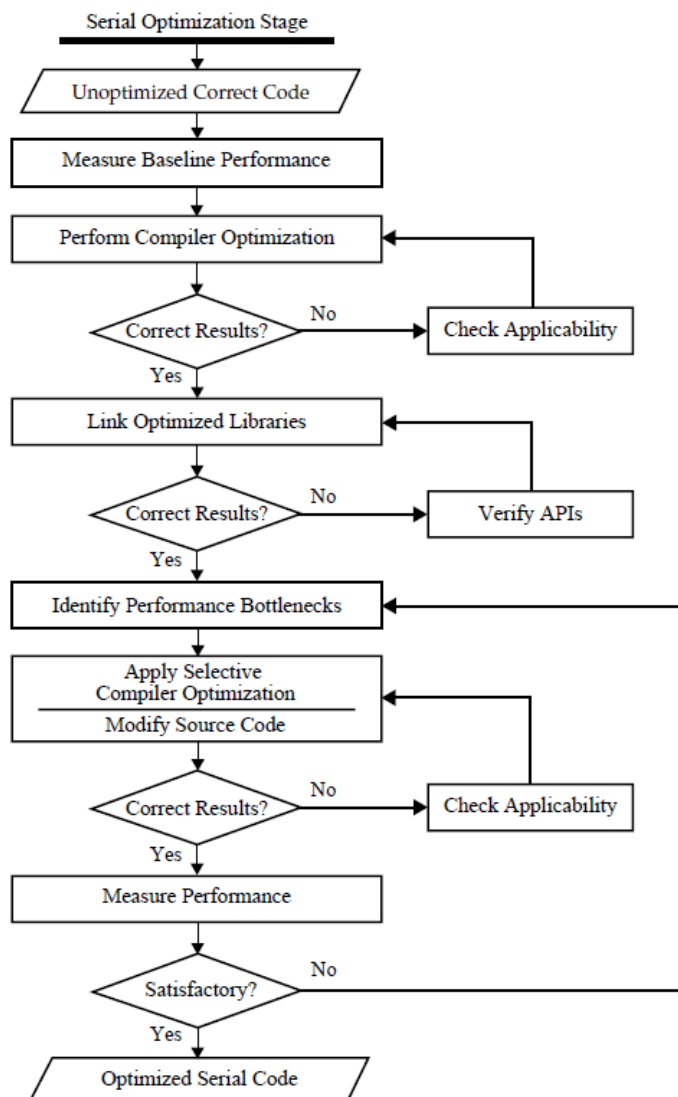 Serial Optimization Stage
Unoptimized Correct Code
Measure Baseline Performance
Perform Compiler Optimization
Correct Results?
No
Check Applicability
Yes
Link Optimized Libraries
Correct Results?
No
Verify APIs
Yes
Identify Performance Bottlenecks
Apply Selective
Compiler Optimization
Modify Source Code
Correct Results?
No
Check Applicability
Yes
Measure Performance
Satisfactory?
No
Yes
Optimized Serial Code